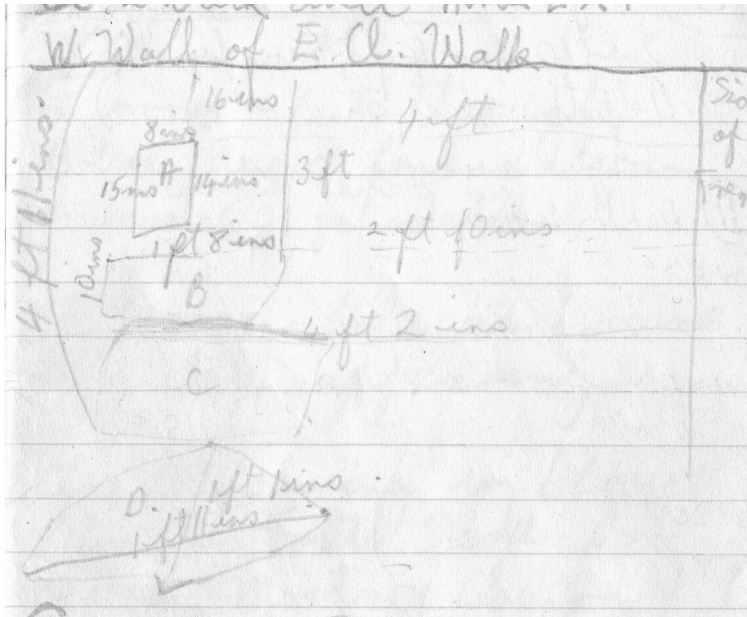 W. Wall of E. Cl. Walk
16 ins.
4 ft
Side
of
8 ins
4 ft 11 ins.
15 ins
A
14 ins
3 ft
1 ft 8 ins
2 ft 10 ins
10 ins
B
4 ft 2 ins
C
D
1 ft 11 ins